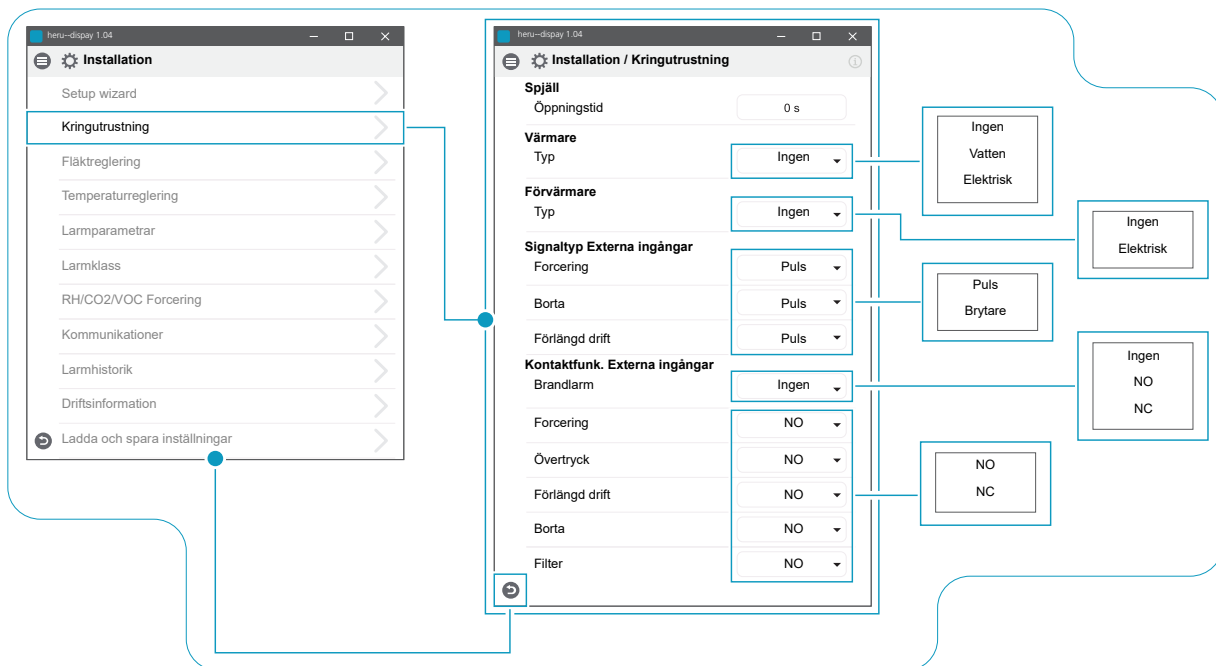 heru--dispay 1.04
Installation
Setup wizard
Kringutrustning
Fläktreglering
Temperaturreglering
Larmparametrar
Larmklass
RH/CO2/VOC Forcering
Kommunikationer
Larmhistorik
Driftsinformation
Ladda och spara inställningar
heru--dispay 1.04
Installation / Kringutrustning
Spjäll
Öppningstid 0 s
Värmare
Typ Ingen
Förvärmare
Typ Ingen
Signaltyp Externa ingångar
Forcering Puls
Borta Puls
Förlängd drift Puls
Kontaktfunk. Externa ingångar
Brandlarm Ingen
Forcering NO
Övertryck NO
Förlängd drift NO
Borta NO
Filter NO
Ingen
Vatten
Elektrisk
Ingen
Elektrisk
Puls
Brytare
Ingen
NO
NC
NO
NC